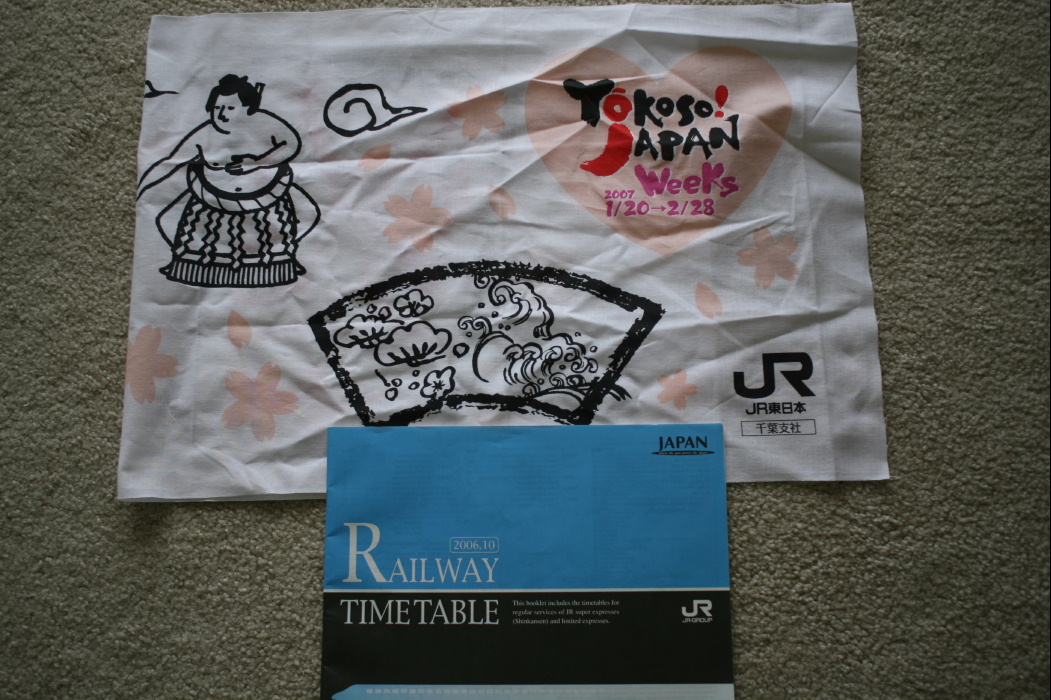 YŌKOSO!
JAPAN
Weeks
2007
1/20→2/28
JR
JR東日本
千葉支社
JAPAN
2006.10
RAILWAY
TIMETABLE
This booklet includes the timetables for
regular services of JR super expresses
(Shinkansen) and limited expresses.
JR
JR-GROUP